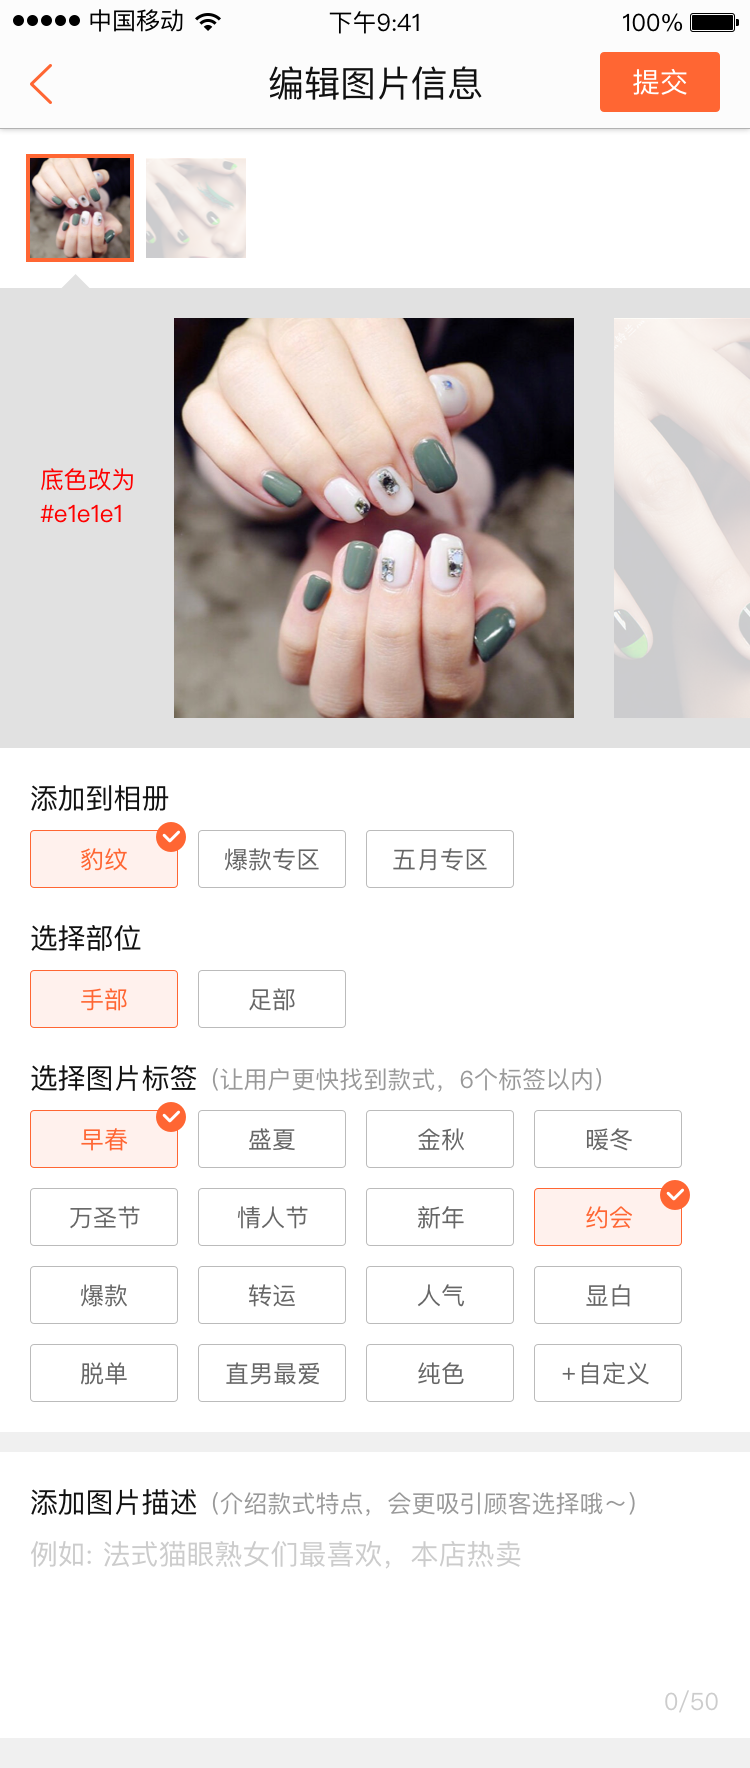 中国移动 下午9:41 100%
编辑图片信息 提交
底色改为
#e1e1e1
添加到相册
豹纹 爆款专区 五月专区
选择部位
手部 足部
选择图片标签 (让用户更快找到款式，6个标签以内)
早春 盛夏 金秋 暖冬
万圣节 情人节 新年 约会
爆款 转运 人气 显白
脱单 直男最爱 纯色 +自定义
添加图片描述 (介绍款式特点，会更吸引顾客选择哦～)
例如: 法式猫眼熟女们最喜欢，本店热卖
0/50